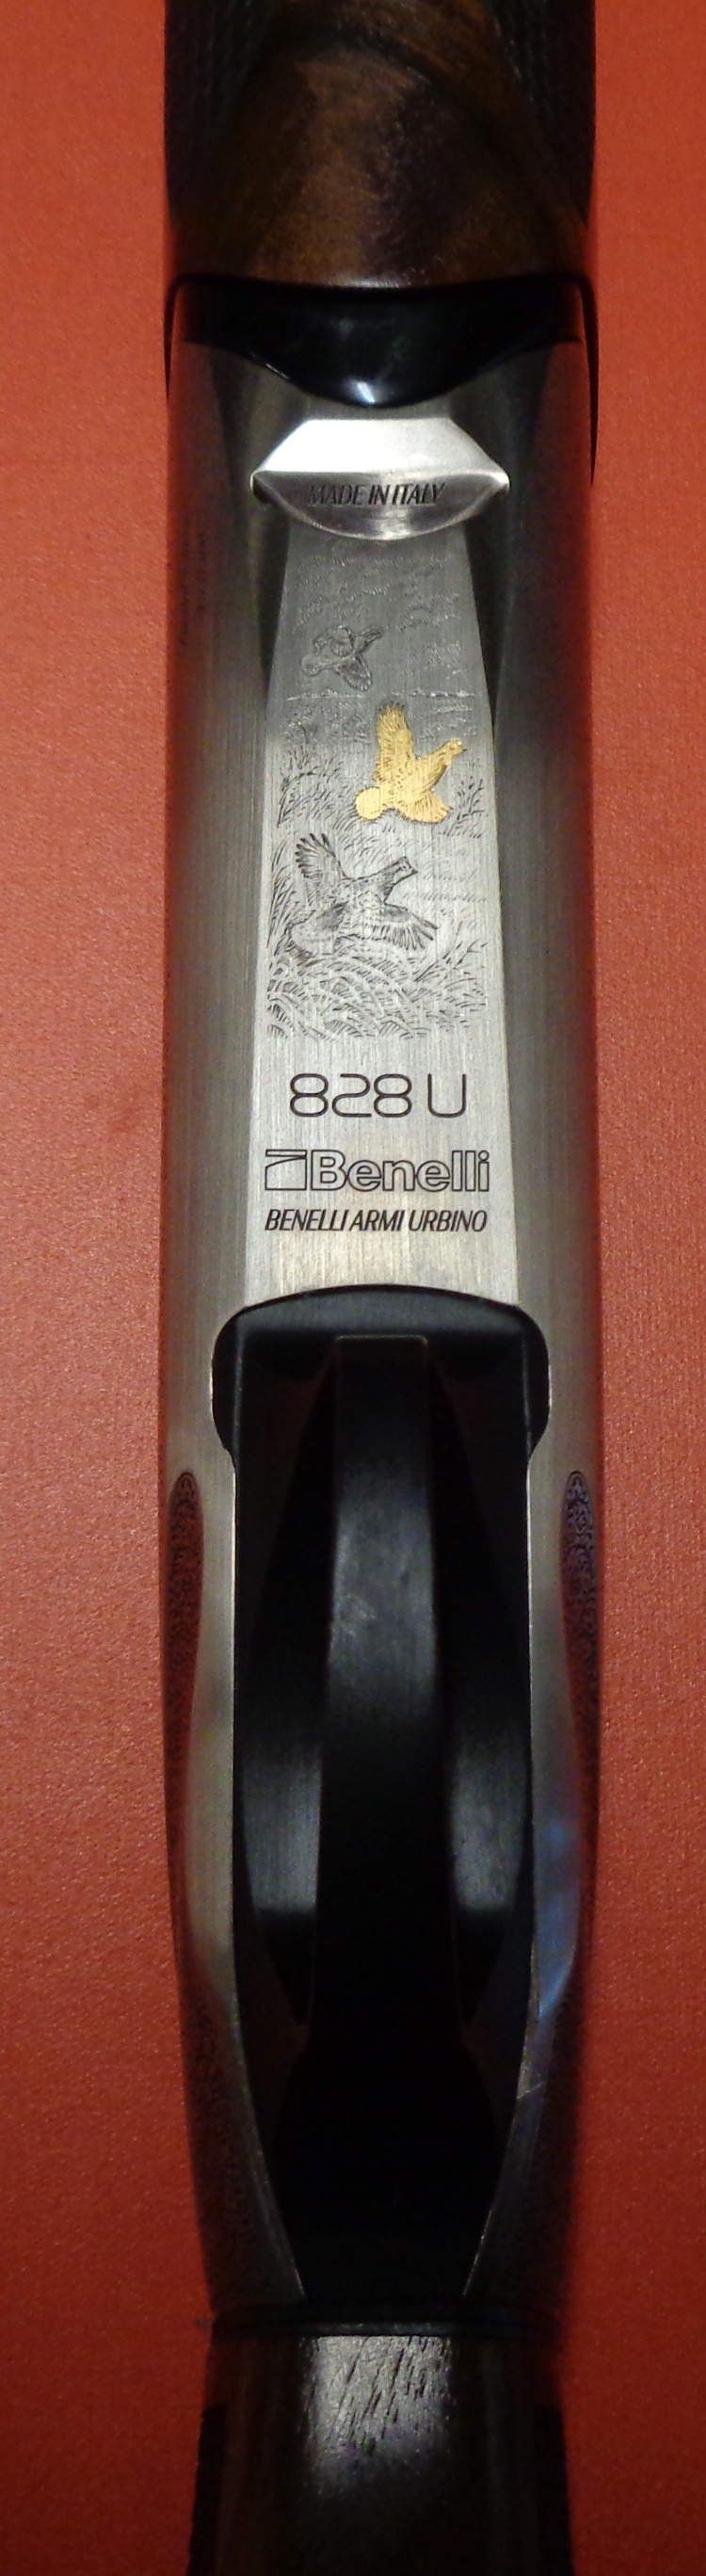 MADE IN ITALY
828 U
Benelli
BENELLI ARMI URBINO